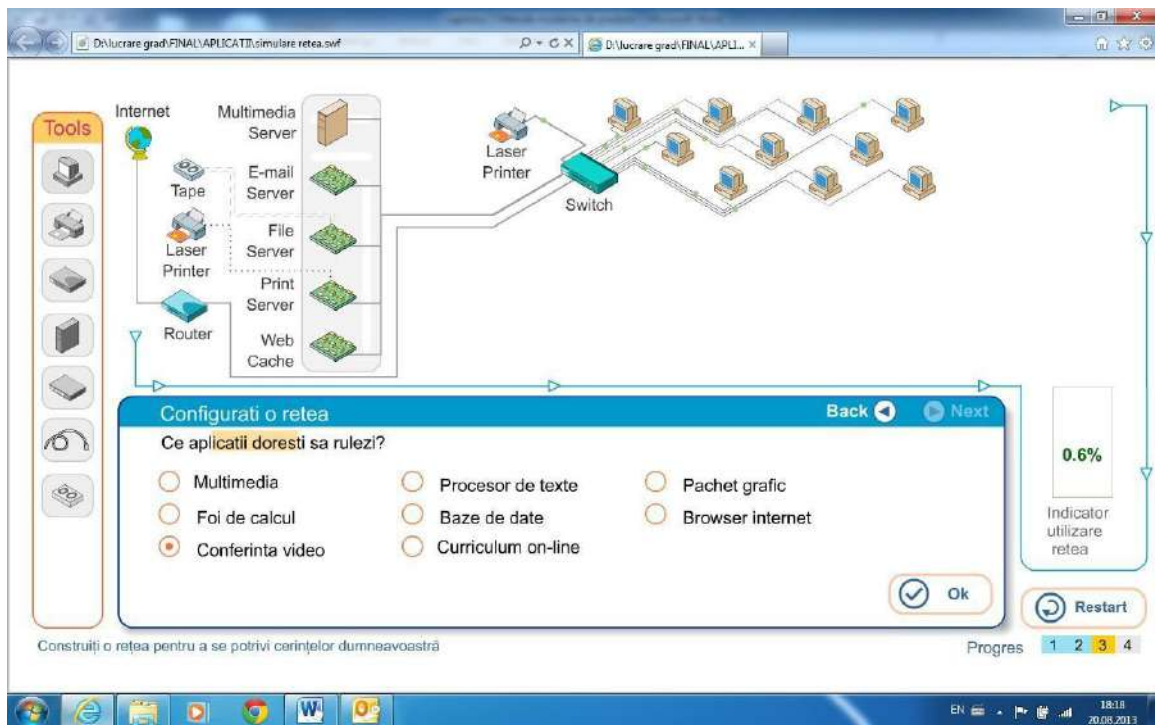 D:\lucrare grad\FINAL\APLICATII\simulare retea.swf
D:\lucrare grad\FINAL\APLI...
Tools
Internet
Multimedia
Server
Tape
E-mail
Server
Laser
Printer
File
Server
Print
Server
Router
Web
Cache
Laser
Printer
Switch
Configurati o retea
Back
Next
Ce aplicatii doresti sa rulezi?
Multimedia
Procesor de texte
Pachet grafic
Foi de calcul
Baze de date
Browser internet
Conferinta video
Curriculum on-line
Ok
0.6%
Indicator
utilizare
retea
Restart
Construiți o rețea pentru a se potrivi cerințelor dumneavoastră
Progres 1 2 3 4
EN
18:18
20.08.2013